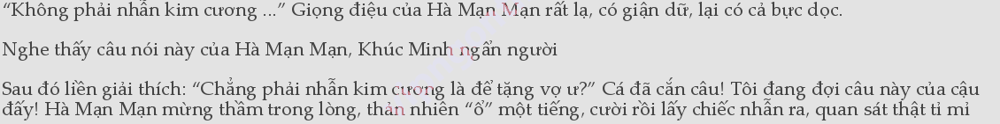 “Không phải nhẫn kim cương ...” Giọng điệu của Hà Mạn Mạn rất lạ, có giận dữ, lại có cả bực dọc.
Nghe thấy câu nói này của Hà Mạn Mạn, Khúc Minh ngẩn người
Sau đó liền giải thích: “Chẳng phải nhẫn kim cương là để tặng vợ ư?” Cá đã cắn câu! Tôi đang đợi câu này của cậu
đấy! Hà Mạn Mạn mừng thầm trong lòng, thản nhiên “ồ” một tiếng, cười rồi lấy chiếc nhẫn ra, quan sát thật tỉ mỉ